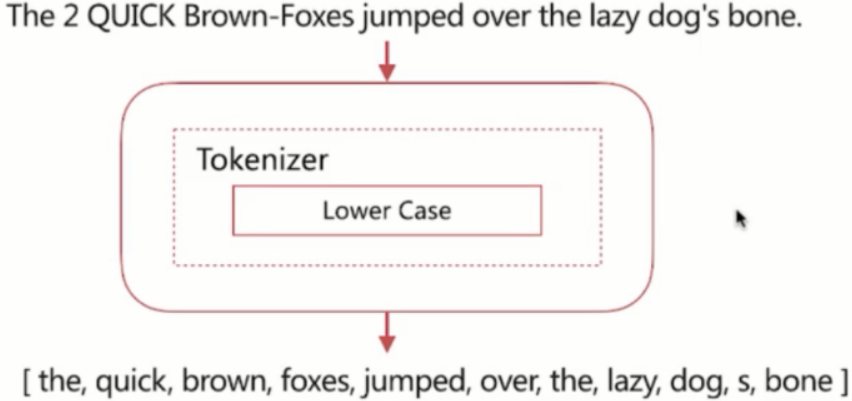 The 2 QUICK Brown-Foxes jumped over the lazy dog's bone.
Tokenizer
Lower Case
[ the, quick, brown, foxes, jumped, over, the, lazy, dog, s, bone ]